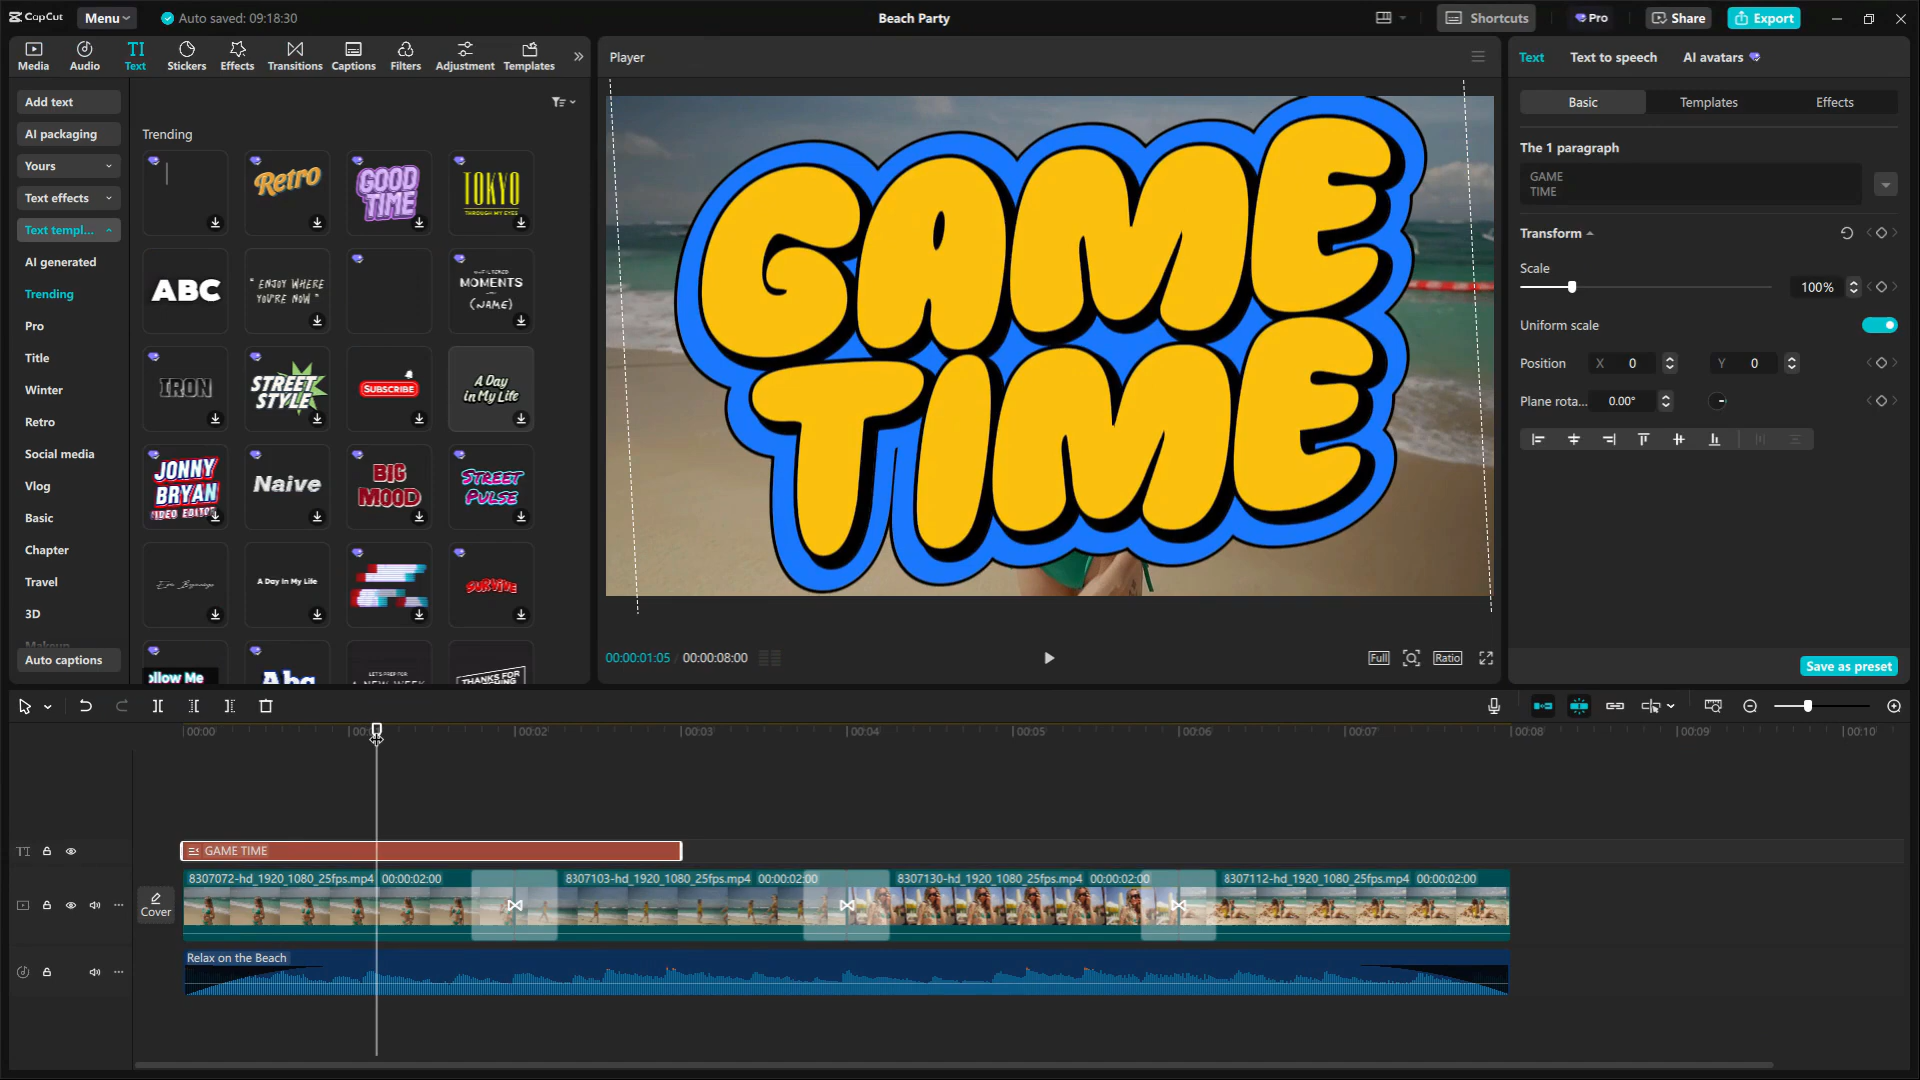 CapCut
Menu
Auto saved: 09:18:30
Beach Party
Shortcuts
Pro
Share
Export
Media
Audio
TI
Text
Stickers
Effects
Transitions
Captions
Filters
Adjustment
Templates
Add text
AI packaging
Yours
Text effects
Text templ...
AI generated
Trending
Pro
Title
Winter
Retro
Social media
Vlog
Basic
Chapter
Travel
3D
Auto captions
Trending
Retro
GOOD
TIME
TOKYO
THROUGH MY EYES
ABC
" ENJOY WHERE
YOU'RE NOW "
MOMENTS
(NAME)
IRON
STREET
STYLE
SUBSCRIBE
A Day
in My Life
JONNY
BRYAN
VIDEO EDITOR
Naive
BIG
MOOD
STREET
PULSE
A Day In My Life
SURVIVE
ollow Me
Abg
LET'S PREP FOR
A NEW WEEK
THANKS FOR
Player
GAME
TIME
00:00:01:05 / 00:00:08:00
Full
Ratio
Text
Text to speech
AI avatars
Basic
Templates
Effects
The 1 paragraph
GAME
TIME
Transform
Scale
100%
Uniform scale
Position
X 0
Y 0
Plane rota...
0.00°
Save as preset
00:00
00:02
00:03
00:04
00:05
00:06
00:07
00:08
00:09
00:10
TI
GAME TIME
Cover
8307072-hd_1920_1080_25fps.mp4 00:00:02:00
8307103-hd_1920_1080_25fps.mp4 00:00:02:00
8307130-hd_1920_1080_25fps.mp4 00:00:02:00
8307112-hd_1920_1080_25fps.mp4 00:00:02:00
Relax on the Beach